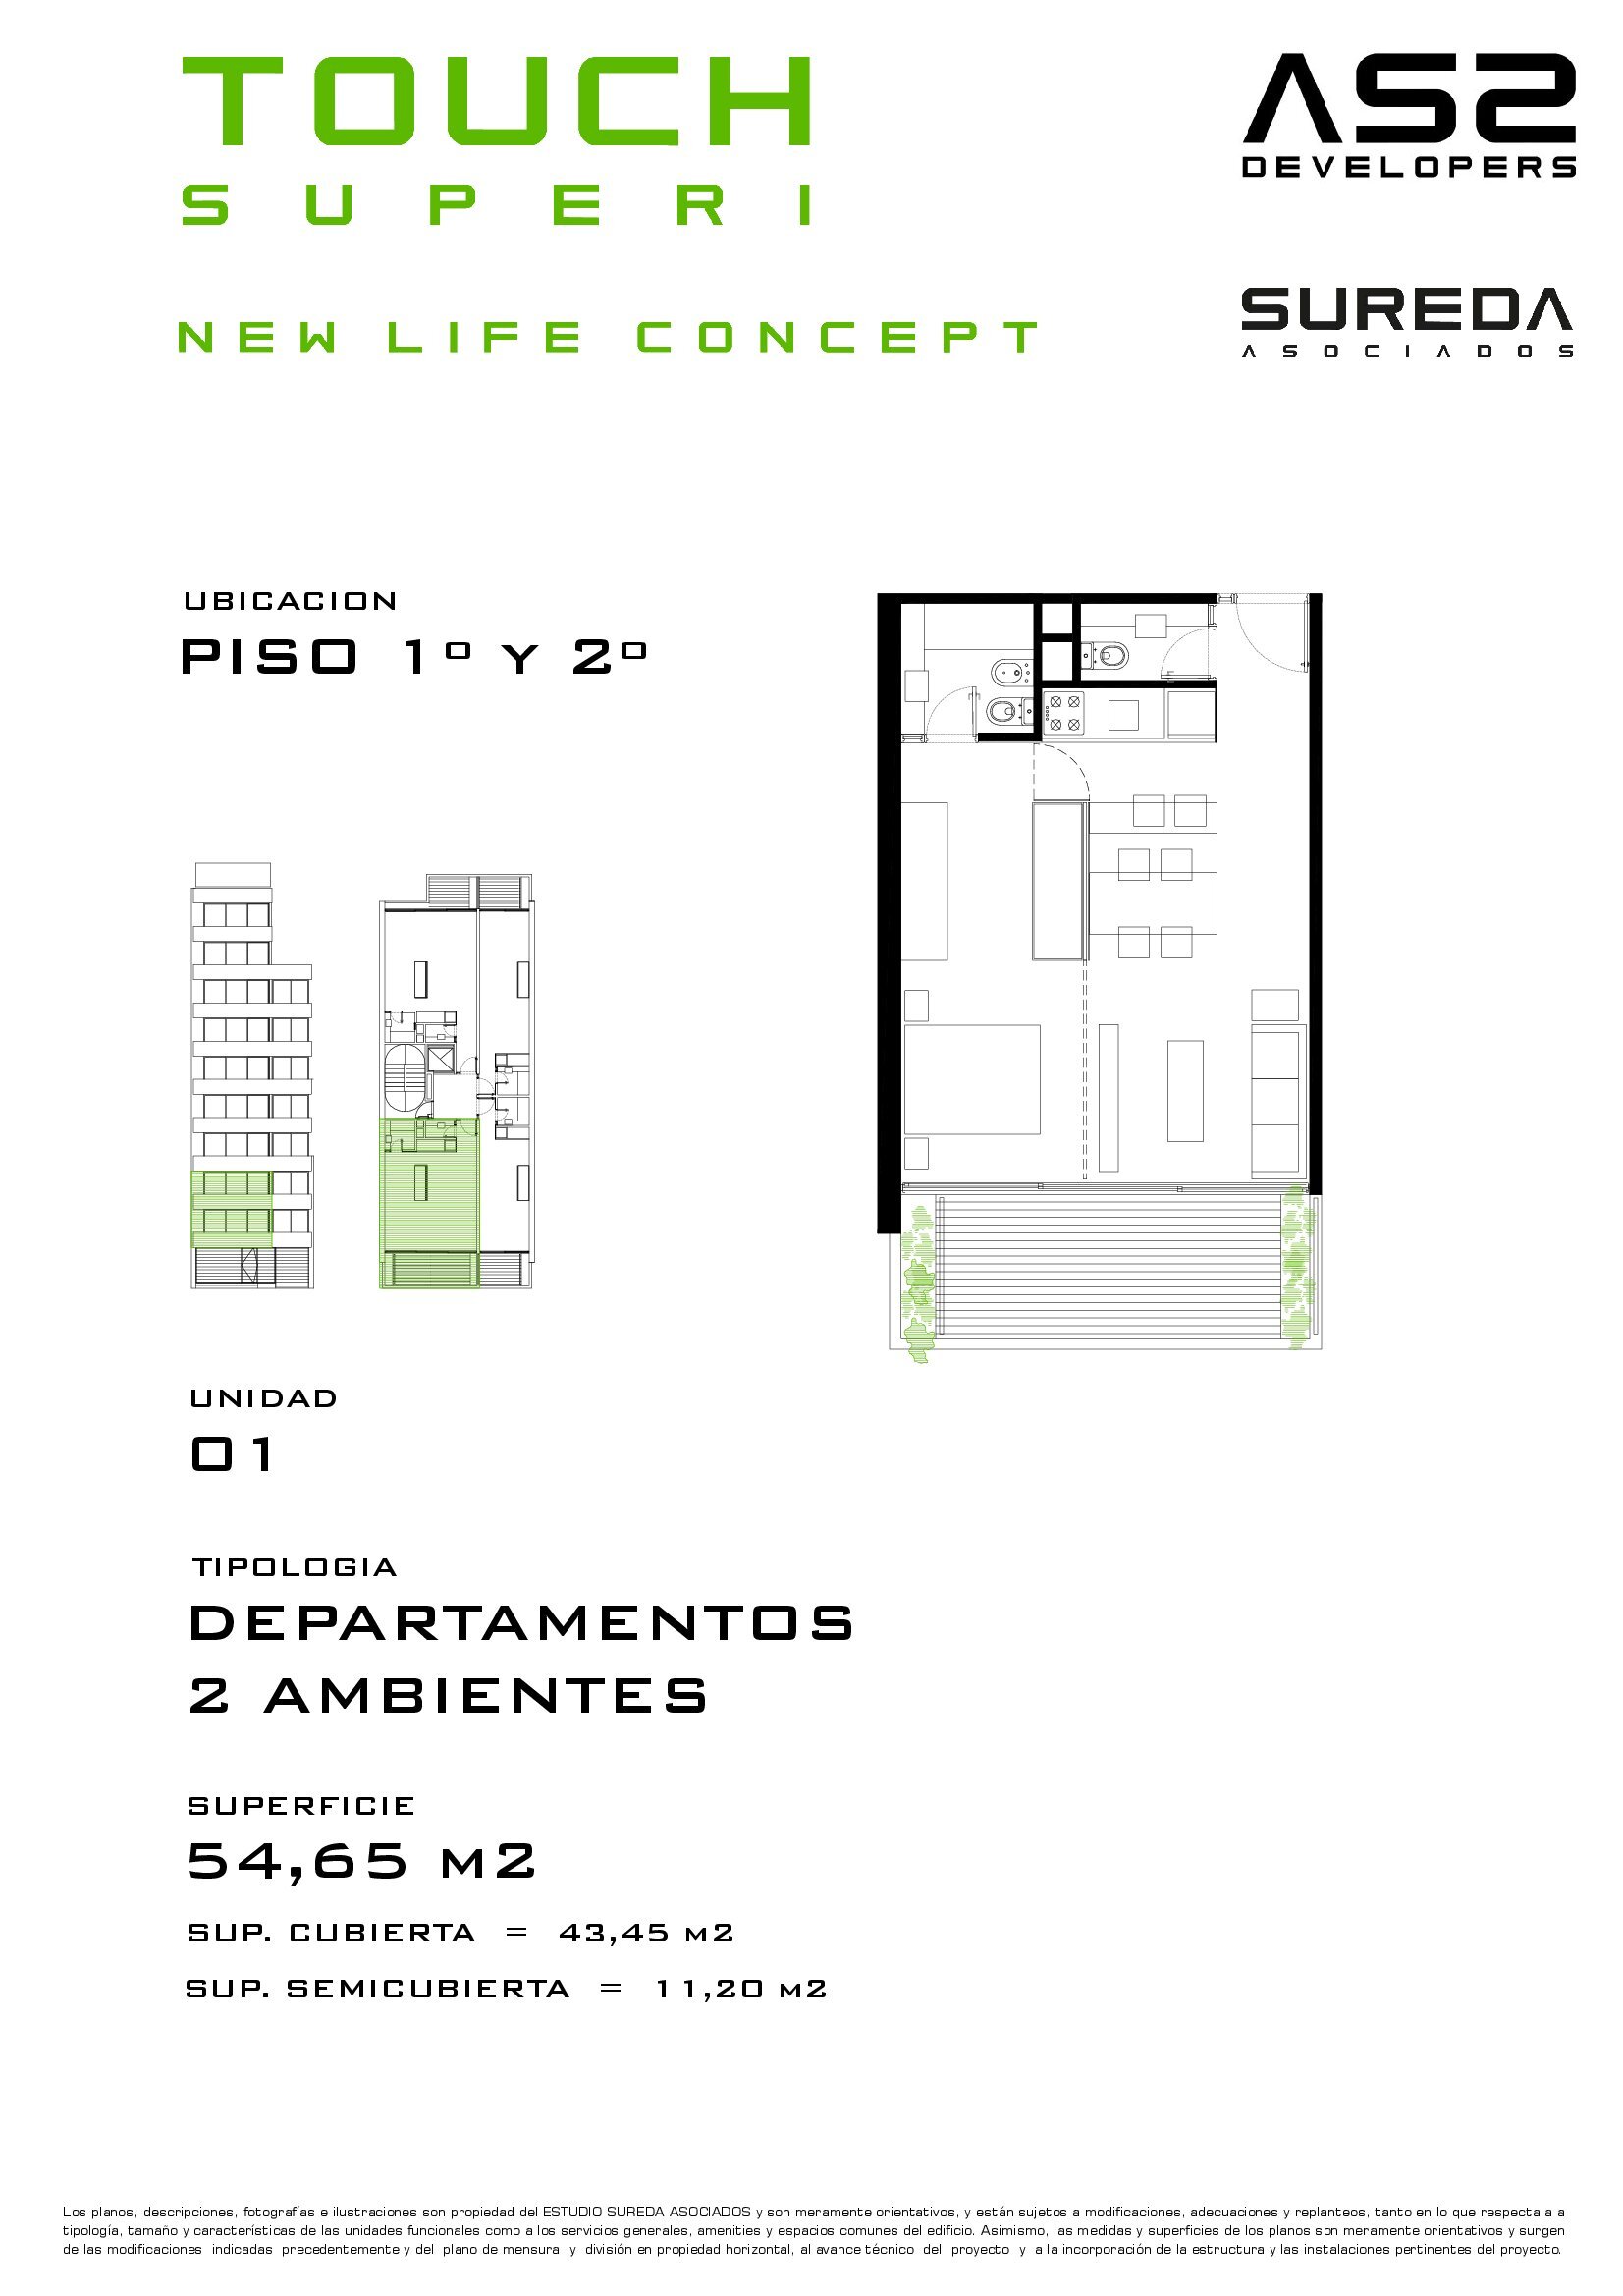 TOUCH
SUPERI
NEW LIFE CONCEPT
AS2
DEVELOPERS
SUREDA
ASOCIADOS
UBICACION
PISO 1º Y 2º
UNIDAD
01
TIPOLOGIA
DEPARTAMENTOS
2 AMBIENTES
SUPERFICIE
54,65 M2
SUP. CUBIERTA = 43,45 M2
SUP. SEMICUBIERTA = 11,20 M2
Los planos, descripciones, fotografías e ilustraciones son propiedad del ESTUDIO SUREDA ASOCIADOS y son meramente orientativos, y están sujetos a modificaciones, adecuaciones y replanteos, tanto en lo que respecta a a
tipología, tamaño y características de las unidades funcionales como a los servicios generales, amenities y espacios comunes del edificio. Asimismo, las medidas y superficies de los planos son meramente orientativos y surgen
de las modificaciones indicadas precedentemente y del plano de mensura y división en propiedad horizontal, al avance técnico del proyecto y a la incorporación de la estructura y las instalaciones pertinentes del proyecto.